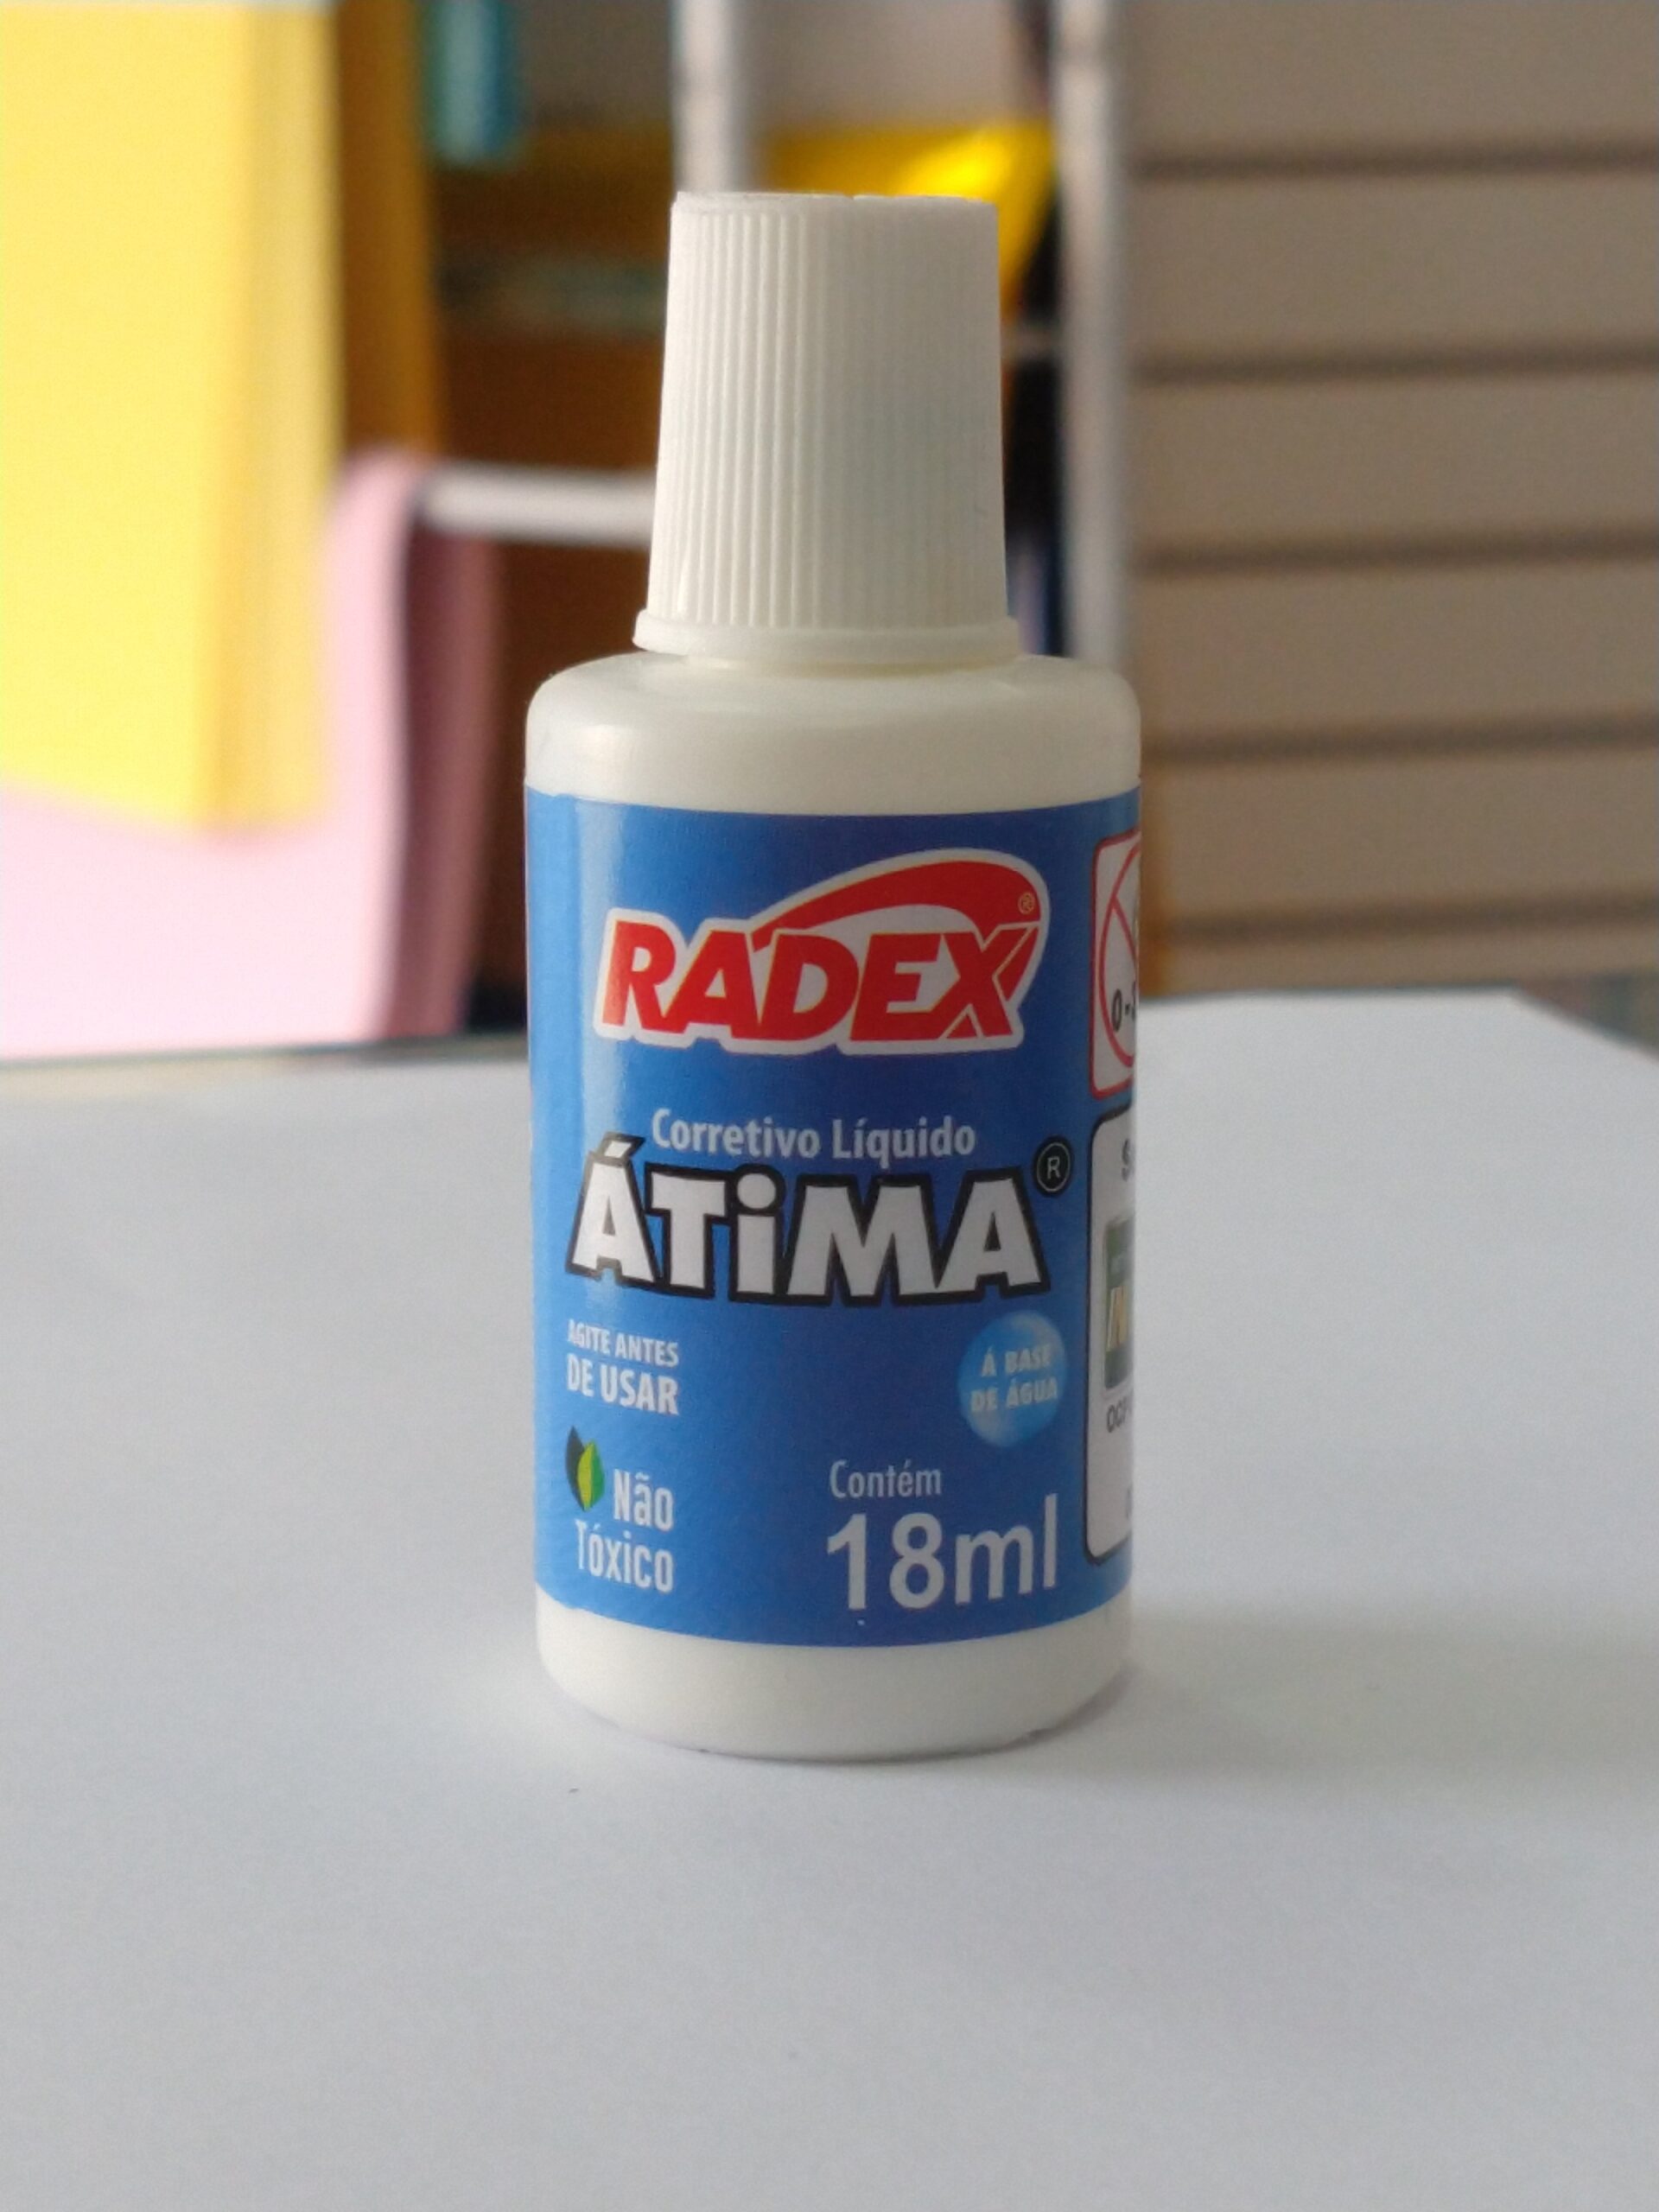 RADEX®
Corretivo Líquido
ÁTiMA®
AGITE ANTES
DE USAR
Á BASE
DE ÁGUA
Não
Tóxico
Contém
18ml